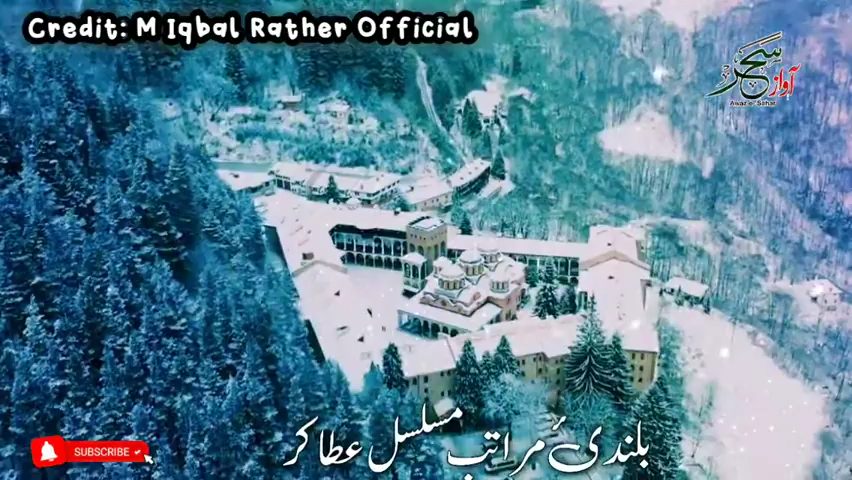 Credit: M Iqbal Rather Official
آواز سحر
Awaz e Sahar
بلندیٔ مراتب مسلسل عطا کر
SUBSCRIBE